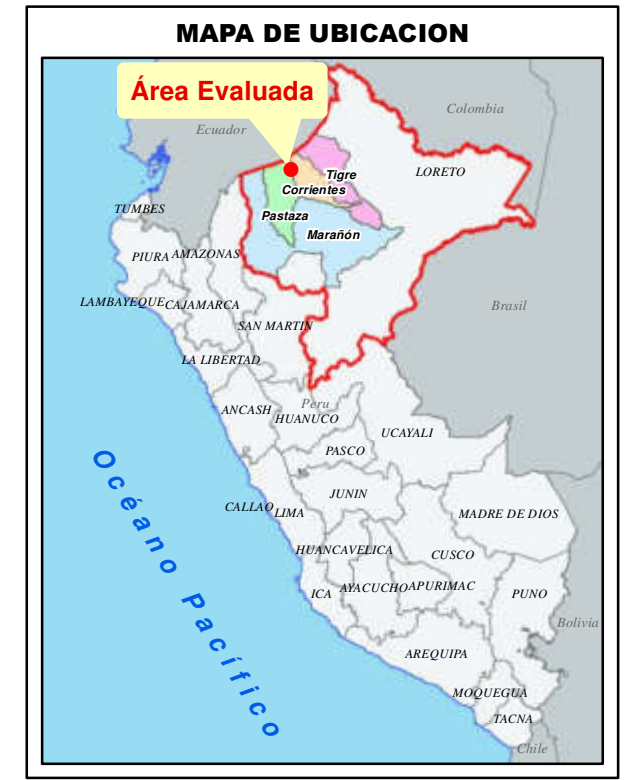 MAPA DE UBICACION
Área Evaluada
Colombia
Ecuador
Tigre
LORETO
Corrientes
TUMBES
Pastaza
Marañón
PIURA
AMAZONAS
LAMBAYEQUE
CAJAMARCA
Brasil
SAN MARTIN
LA LIBERTAD
Peru
ANCASH
HUANUCO
UCAYALI
PASCO
Océano Pacífico
JUNIN
CALLAO
LIMA
MADRE DE DIOS
HUANCAVELICA
CUSCO
ICA
AYACUCHO
APURIMAC
PUNO
Bolivia
AREQUIPA
MOQUEGUA
TACNA
Chile